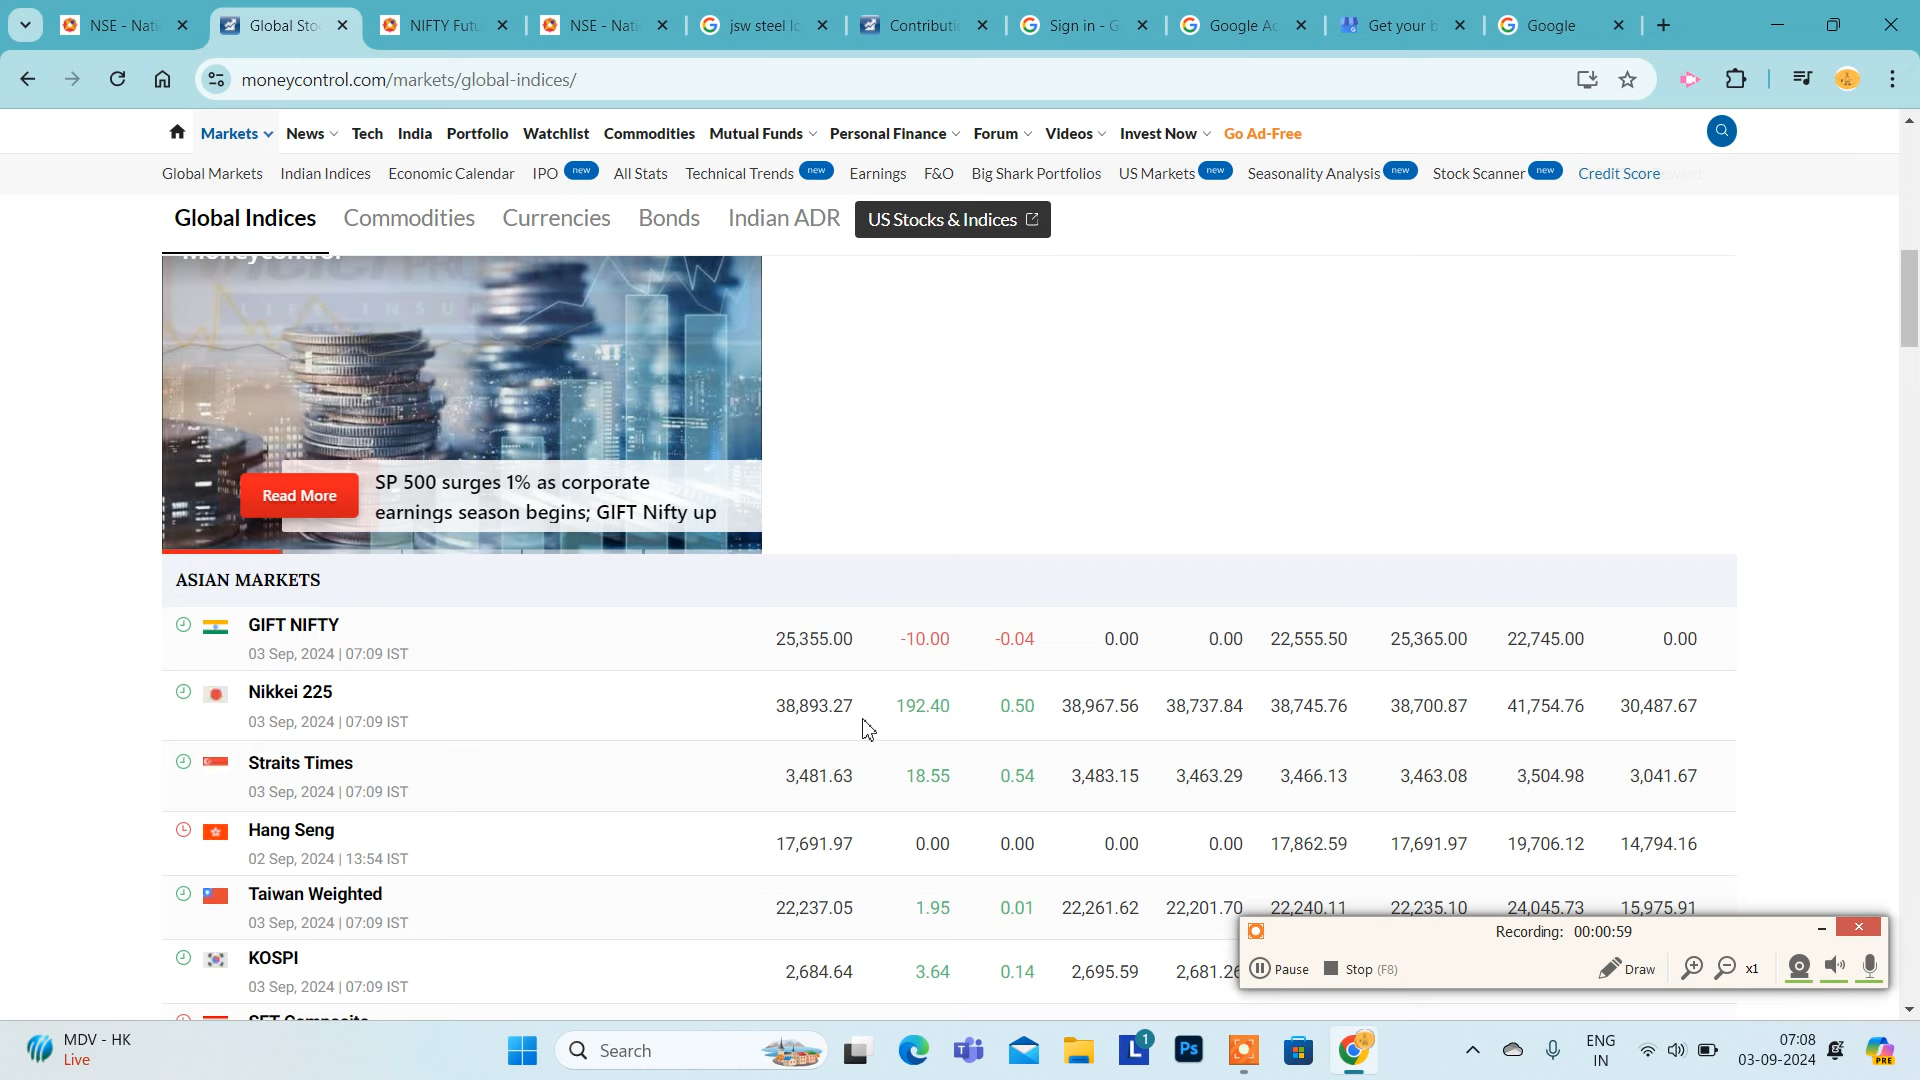 NSE - Nati
Global Sto
NIFTY Futu
NSE - Nati
jsw steel lo
Contributio
Sign in - G
Google Ac
Get your b
Google
moneycontrol.com/markets/global-indices/
Markets News Tech India Portfolio Watchlist Commodities Mutual Funds Personal Finance Forum Videos Invest Now Go Ad-Free
Global Markets Indian Indices Economic Calendar IPO new All Stats Technical Trends new Earnings F&O Big Shark Portfolios US Markets new Seasonality Analysis new Stock Scanner new Credit Score
Global Indices Commodities Currencies Bonds Indian ADR US Stocks & Indices
Moneycontrol
LIFE INSU
Read More
SP 500 surges 1% as corporate
earnings season begins; GIFT Nifty up
ASIAN MARKETS
GIFT NIFTY
25,355.00 -10.00 -0.04 0.00 0.00 22,555.50 25,365.00 22,745.00 0.00
03 Sep, 2024 | 07:09 IST
Nikkei 225
38,893.27 192.40 0.50 38,967.56 38,737.84 38,745.76 38,700.87 41,754.76 30,487.67
03 Sep, 2024 | 07:09 IST
Straits Times
3,481.63 18.55 0.54 3,483.15 3,463.29 3,466.13 3,463.08 3,504.98 3,041.67
03 Sep, 2024 | 07:09 IST
Hang Seng
17,691.97 0.00 0.00 0.00 0.00 17,862.59 17,691.97 19,706.12 14,794.16
02 Sep, 2024 | 13:54 IST
Taiwan Weighted
22,237.05 1.95 0.01 22,261.62 22,201.70 22,240.11 22,235.10 24,045.73 15,975.91
03 Sep, 2024 | 07:09 IST
KOSPI
2,684.64 3.64 0.14 2,695.59 2,681.26
03 Sep, 2024 | 07:09 IST
SET Composite
Recording: 00:00:59
Pause Stop (F8) Draw x1
MDV - HK
Live
Search
L 1
Ps
ENG
IN
07:08
03-09-2024
PRE